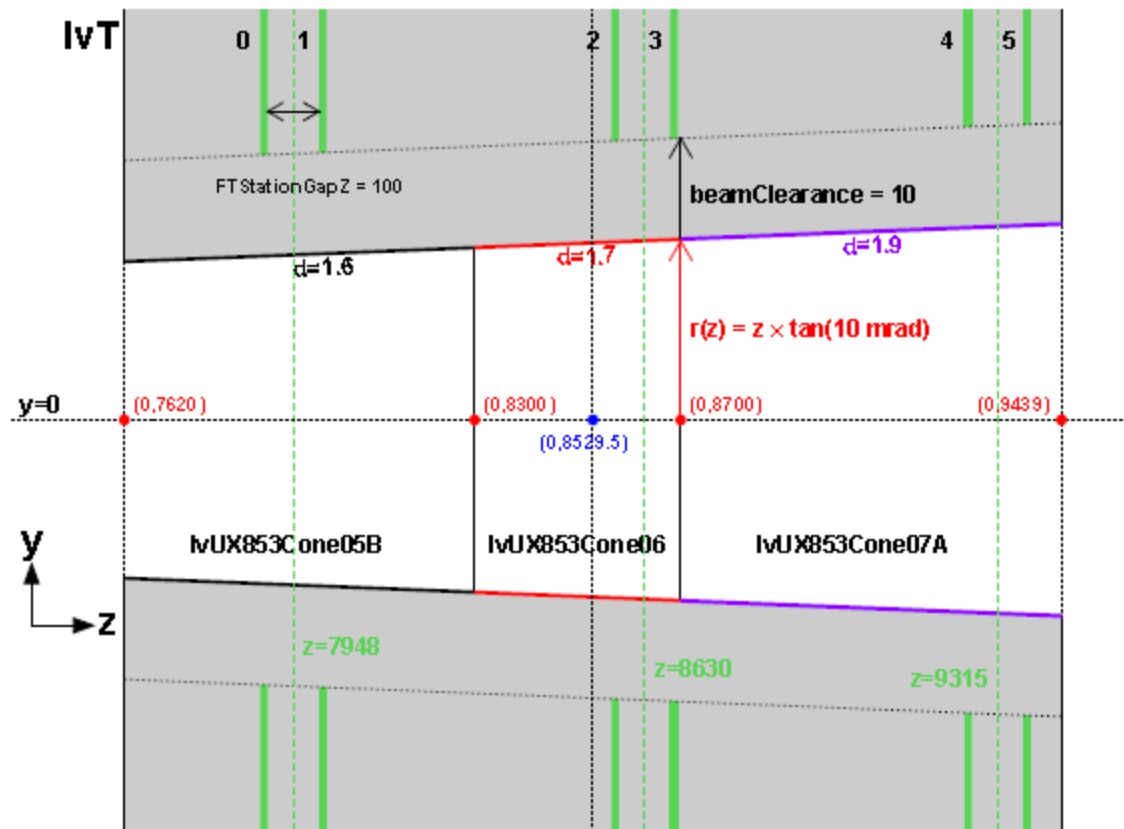 lvT
0 1 2 3 4 5
FTStationGapZ = 100
beamClearance = 10
d=1.6
d=1.7
d=1.9
r(z) = z × tan(10 mrad)
y=0
(0,7620)
(0,8300)
(0,8700)
(0,9439)
(0,8529.5)
lvUX853Cone05B
lvUX853Cone06
lvUX853Cone07A
y
z
z=7948
z=8630
z=9315